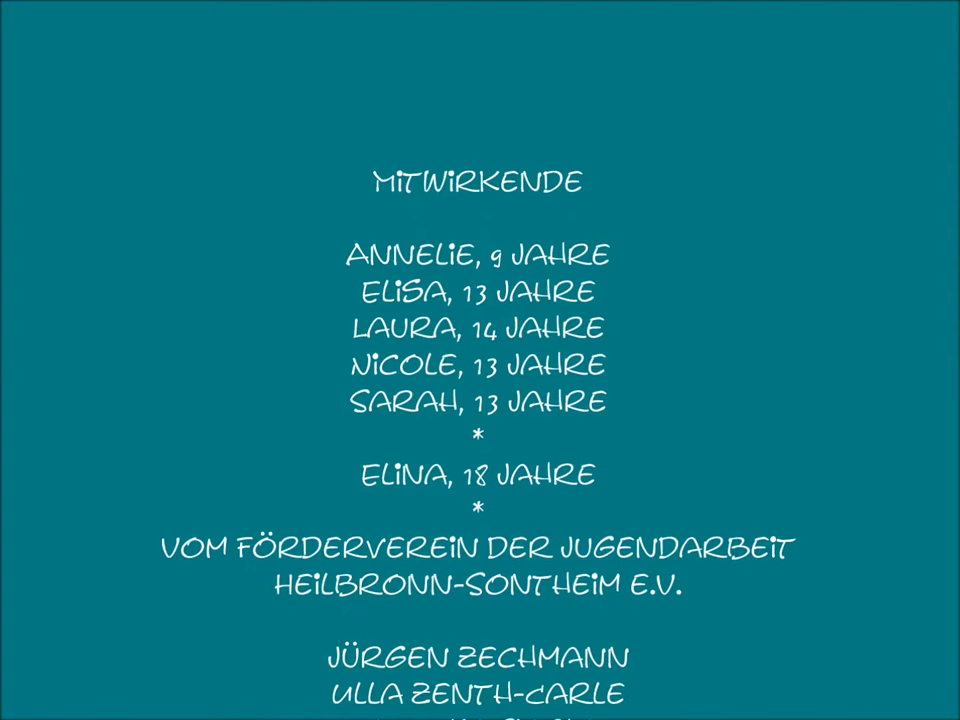 MITWIRKENDE
ANNELIE, 9 JAHRE
ELISA, 13 JAHRE
LAURA, 14 JAHRE
NICOLE, 13 JAHRE
SARAH, 13 JAHRE
*
ELINA, 18 JAHRE
*
VOM FÖRDERVEREIN DER JUGENDARBEIT
HEILBRONN-SONTHEIM E.V.
JÜRGEN ZECHMANN
ULLA ZENTH-CARLE